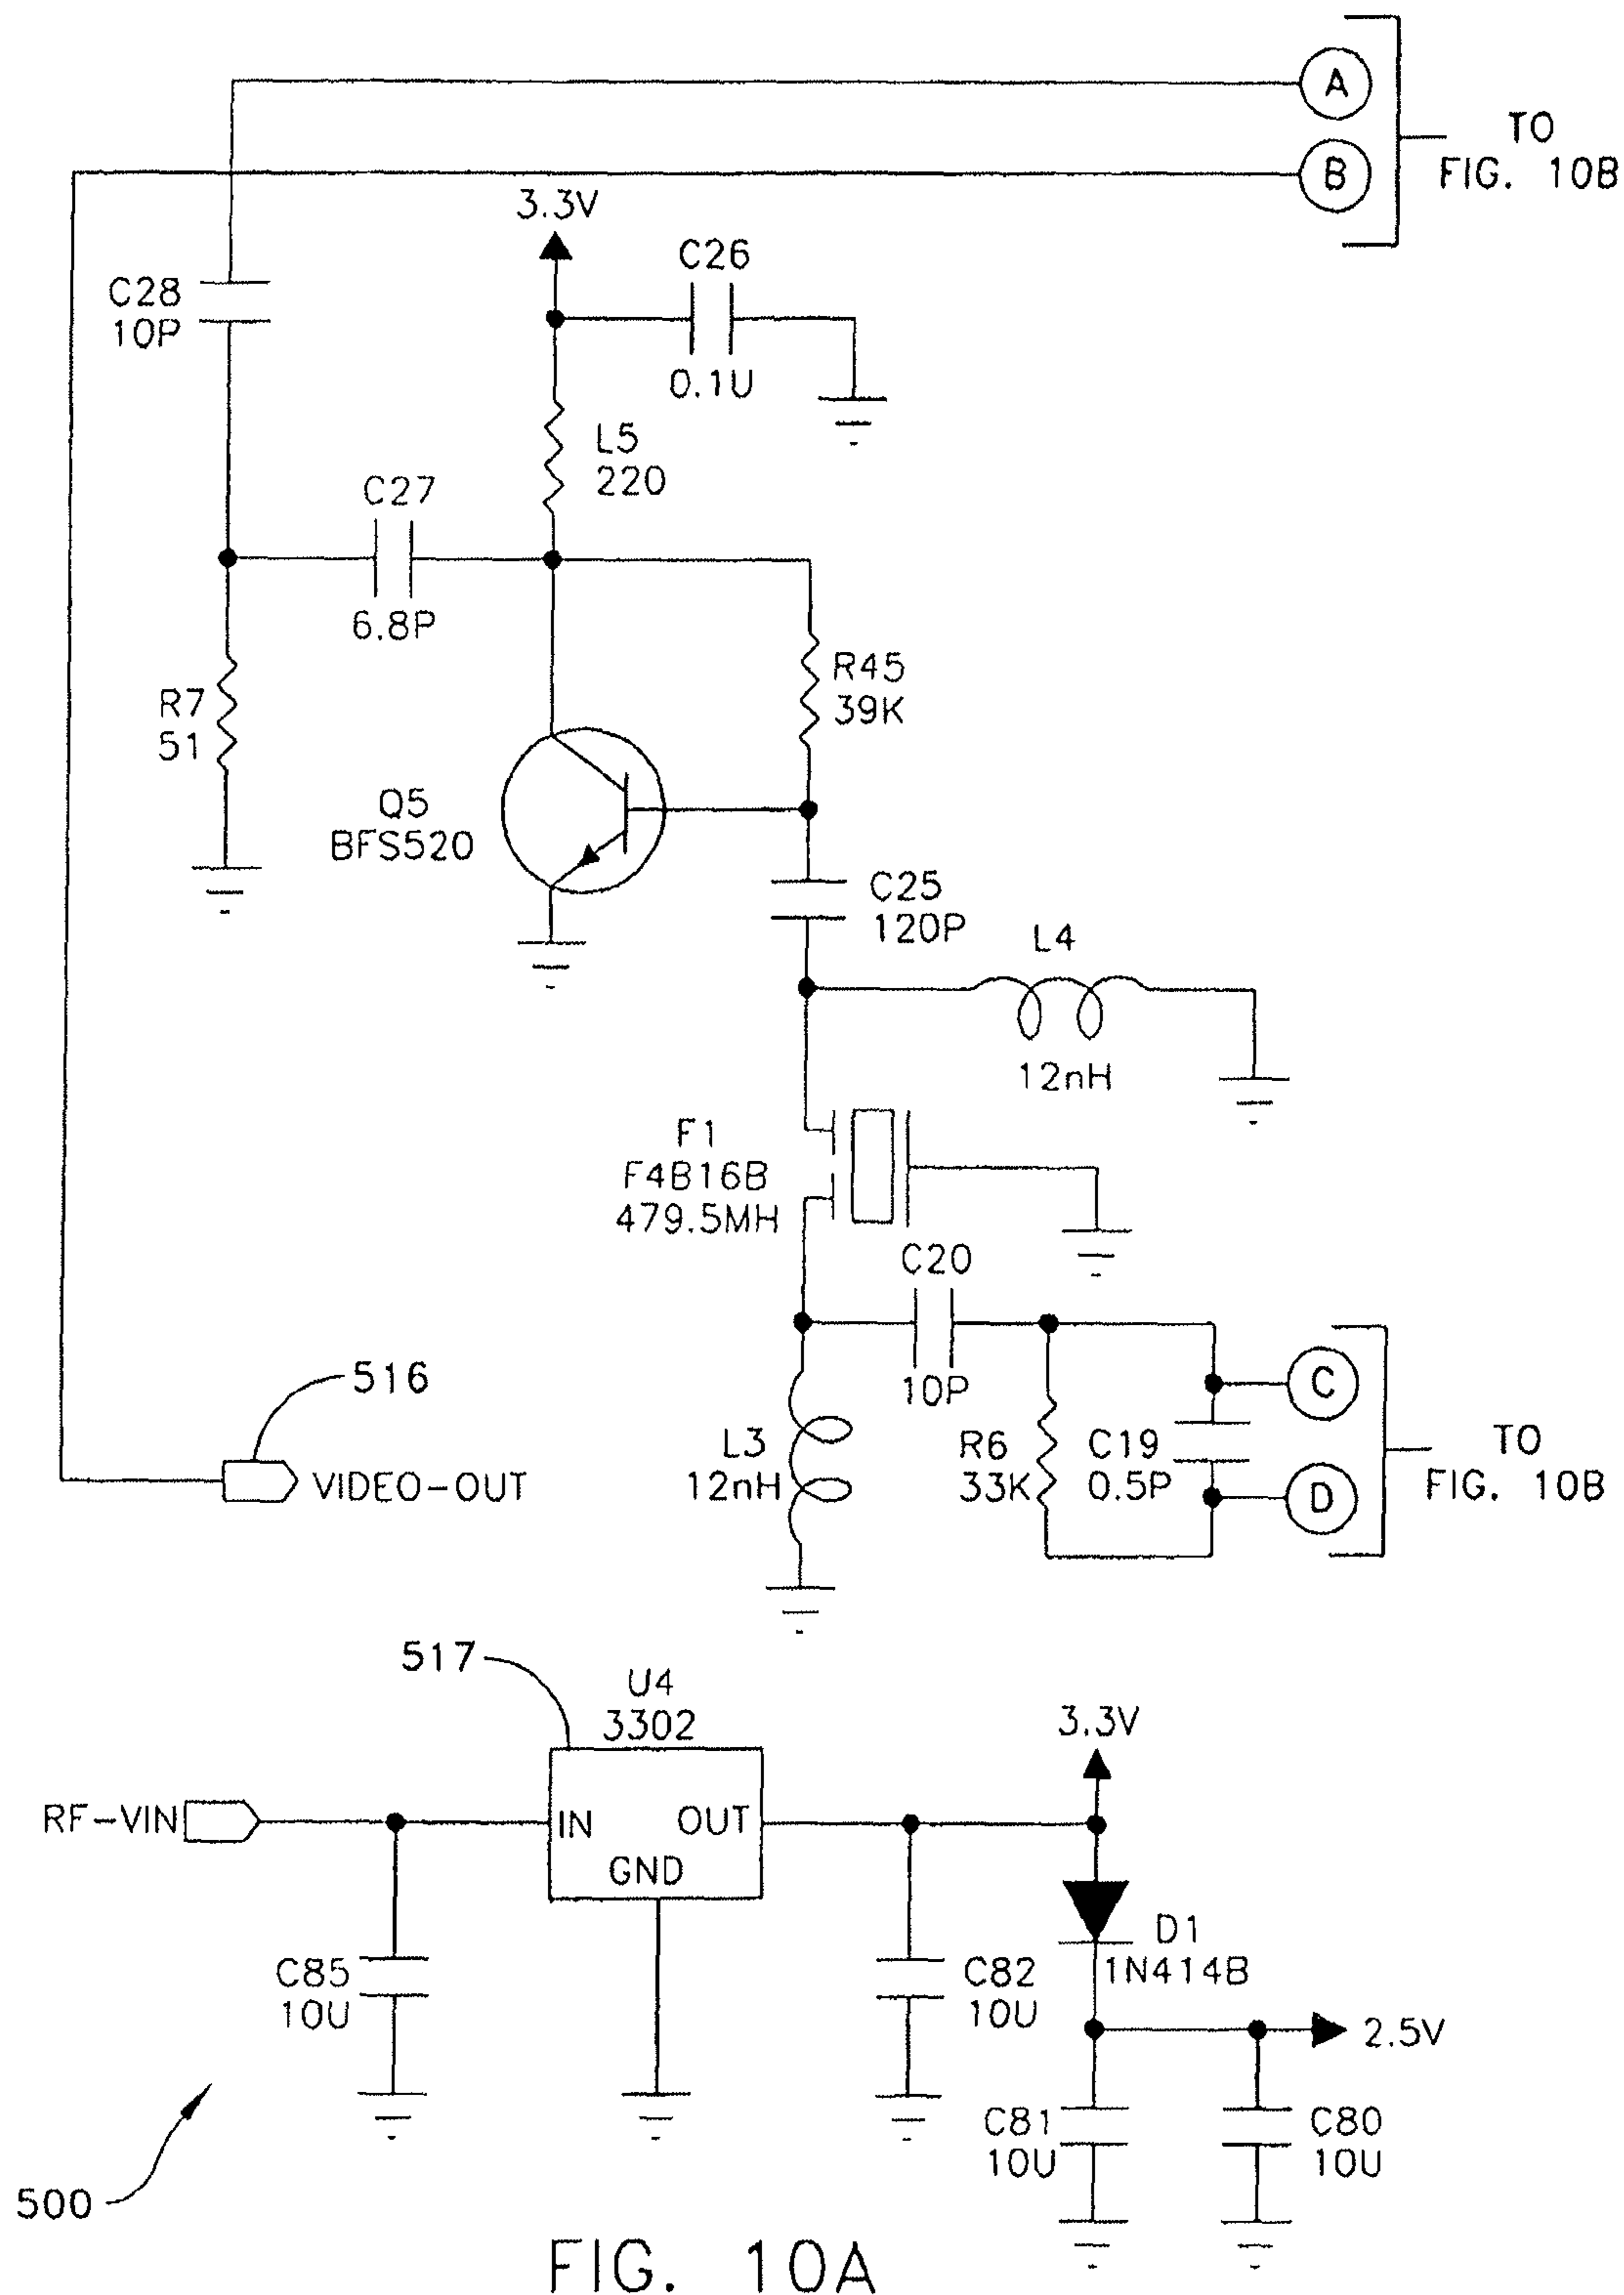 A
TO
FIG. 10B
B
3.3V
C26
0.1U
C28
10P
L5
220
C27
6.8P
R45
39K
R7
51
Q5
BFS520
C25
120P
L4
12nH
F1
F4B16B
479.5MH
C20
10P
516
VIDEO-OUT
L3
12nH
R6
33K
C19
0.5P
C
D
TO
FIG. 10B
517
U4
3302
3.3V
RF-VIN
IN
OUT
GND
C85
10U
C82
10U
D1
1N414B
2.5V
C81
10U
C80
10U
500
FIG. 10A